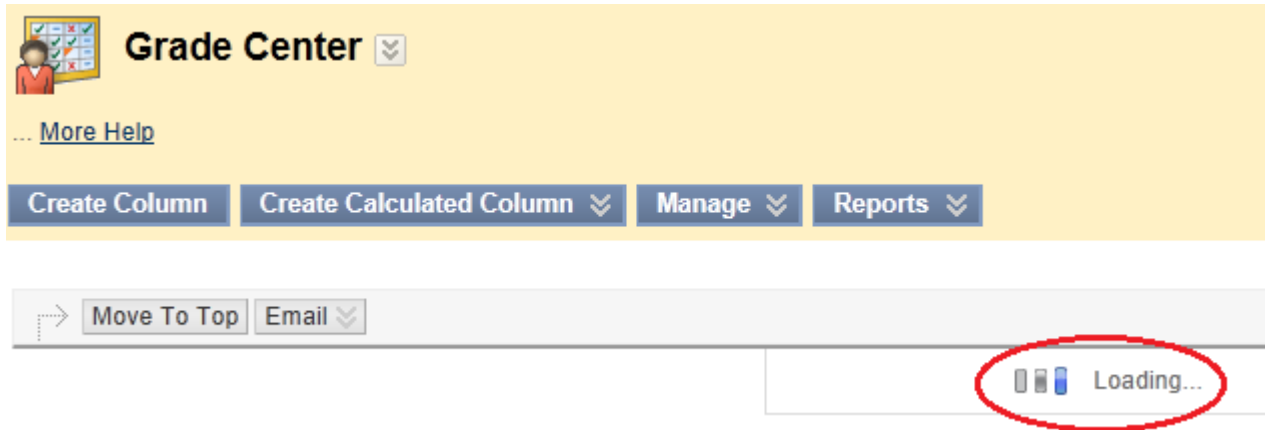 Grade Center
... More Help
Create Column Create Calculated Column Manage Reports
Move To Top Email
Loading...